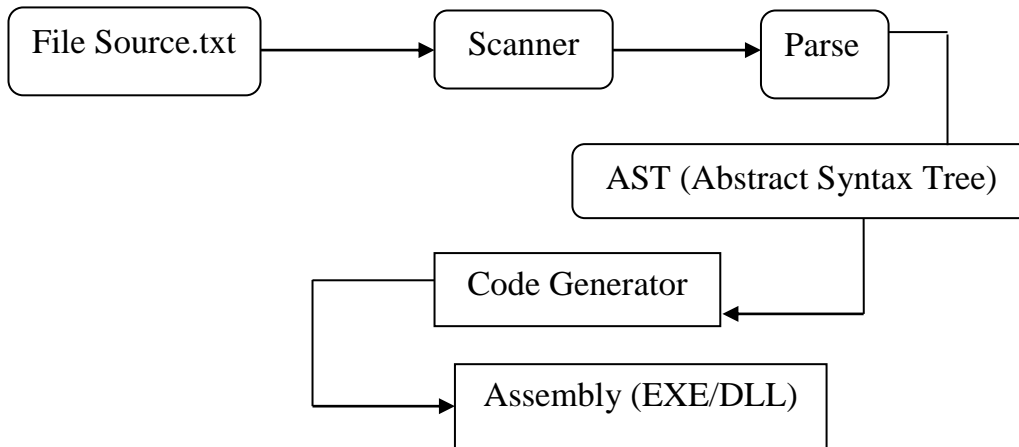 File Source.txt
Scanner
Parse
AST (Abstract Syntax Tree)
Code Generator
Assembly (EXE/DLL)